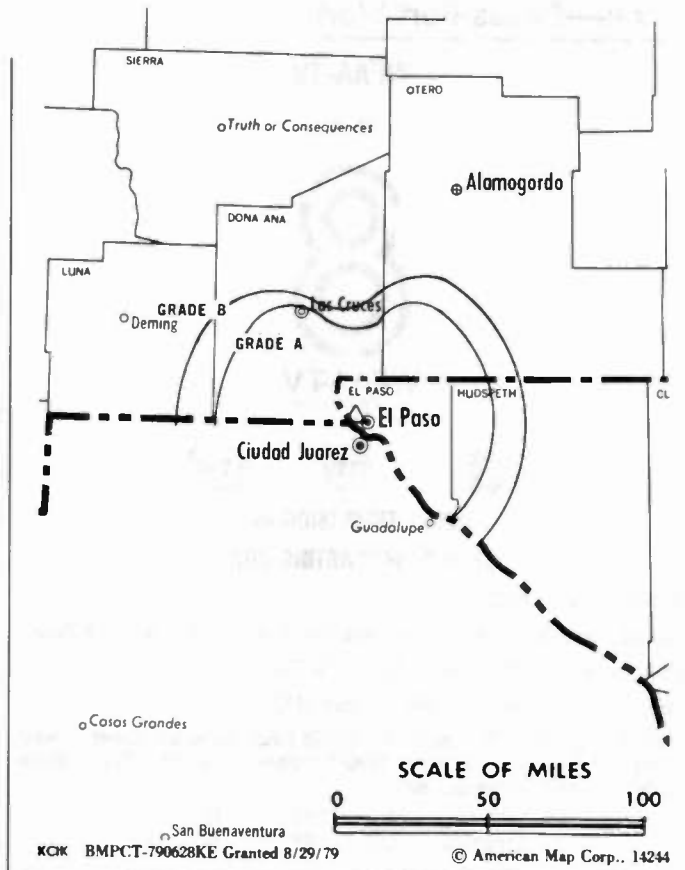 SIERRA
OTERO
Truth or Consequences
Alamogordo
DONA ANA
LUNA
GRADE B
Las Cruces
Deming
GRADE A
EL PASO
HUDSPETH
CL
El Paso
Ciudad Juarez
Guadalupe
Casas Grandes
SCALE OF MILES
0 50 100
San Buenaventura
KCIK BMPCT-790628KE Granted 8/29/79
© American Map Corp.. 14244